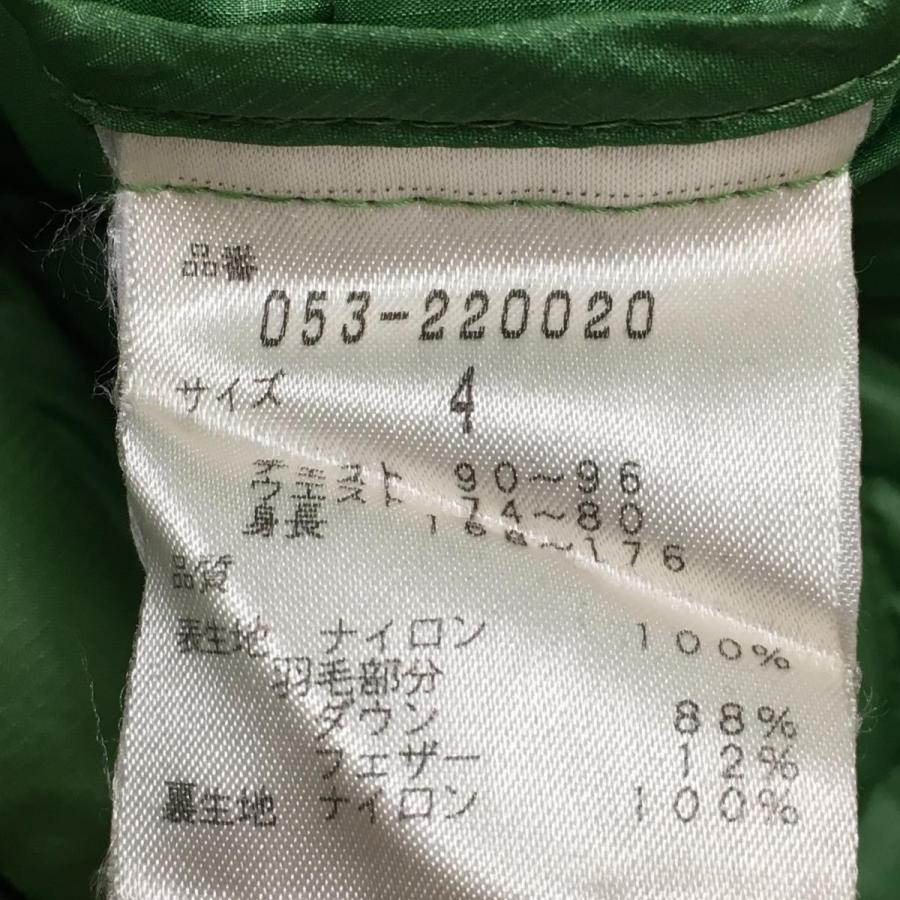 品番
053-220020
サイズ 4
チェスト 90~96
ウエスト 74~80
身長 166~176
品質
表生地 ナイロン 100%
羽毛部分
ダウン 88%
フェザー 12%
裏生地 ナイロン 100%